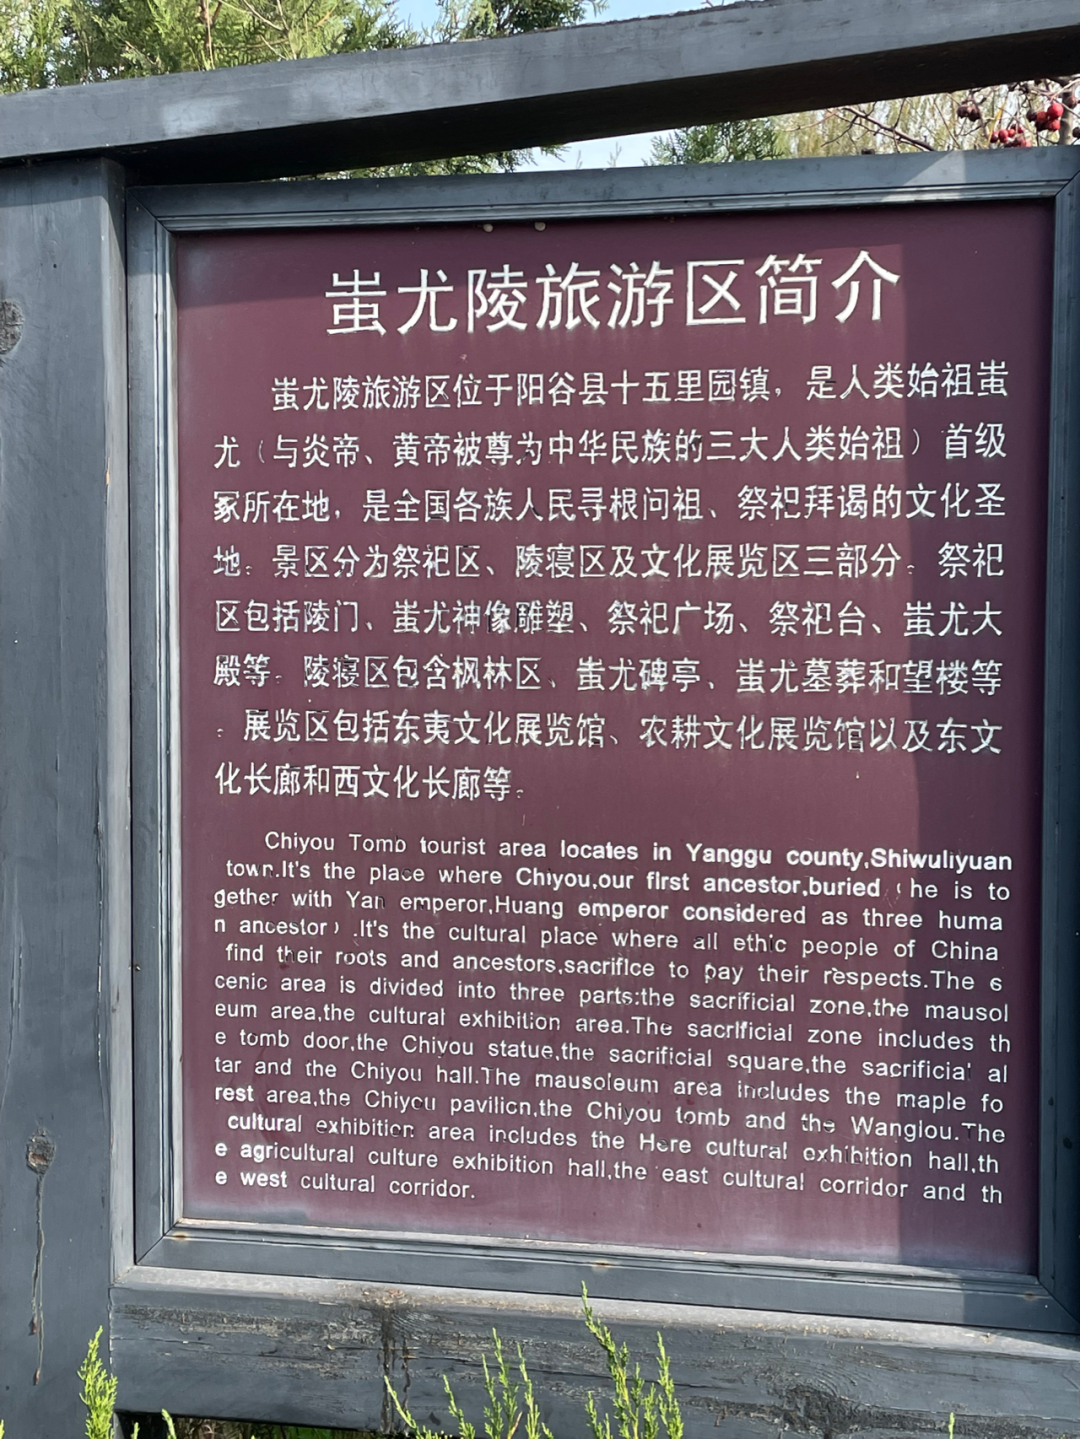 蚩尤陵旅游区简介
蚩尤陵旅游区位于阳谷县十五里园镇，是人类始祖蚩
尤（与炎帝、黄帝被尊为中华民族的三大人类始祖）首级
冢所在地，是全国各族人民寻根问祖、祭祀拜谒的文化圣
地。景区分为祭祀区、陵寝区及文化展览区三部分。祭祀
区包括陵门、蚩尤神像雕塑、祭祀广场、祭祀台、蚩尤大
殿等。陵寝区包含枫林区、蚩尤碑亭、蚩尤墓葬和望楼等
。展览区包括东夷文化展览馆、农耕文化展览馆以及东文
化长廊和西文化长廊等。
Chiyou Tomb tourist area locates in Yanggu county,Shiwuliyuan
town.It's the place where Chiyou,our first ancestor,buried（he is to
gether with Yan emperor,Huang emperor considered as three huma
n ancestor）.It's the cultural place where all ethic people of China
find their roots and ancestors,sacrifice to pay their respects.The s
cenic area is divided into three parts:the sacrificial zone,the mausol
eum area,the cultural exhibition area.The sacrificial zone includes th
e tomb door,the Chiyou statue,the sacrificial square,the sacrificial al
tar and the Chiyou hall.The mausoleum area includes the maple fo
rest area,the Chiyou pavilion,the Chiyou tomb and the Wanglou.The
cultural exhibition area includes the Here cultural exhibition hall,th
e agricultural culture exhibition hall,the east cultural corridor and th
e west cultural corridor.